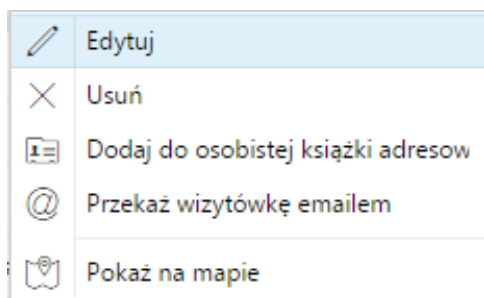 Edytuj
Usuń
Dodaj do osobistej książki adresow
Przekaż wizytówkę emailem
Pokaż na mapie